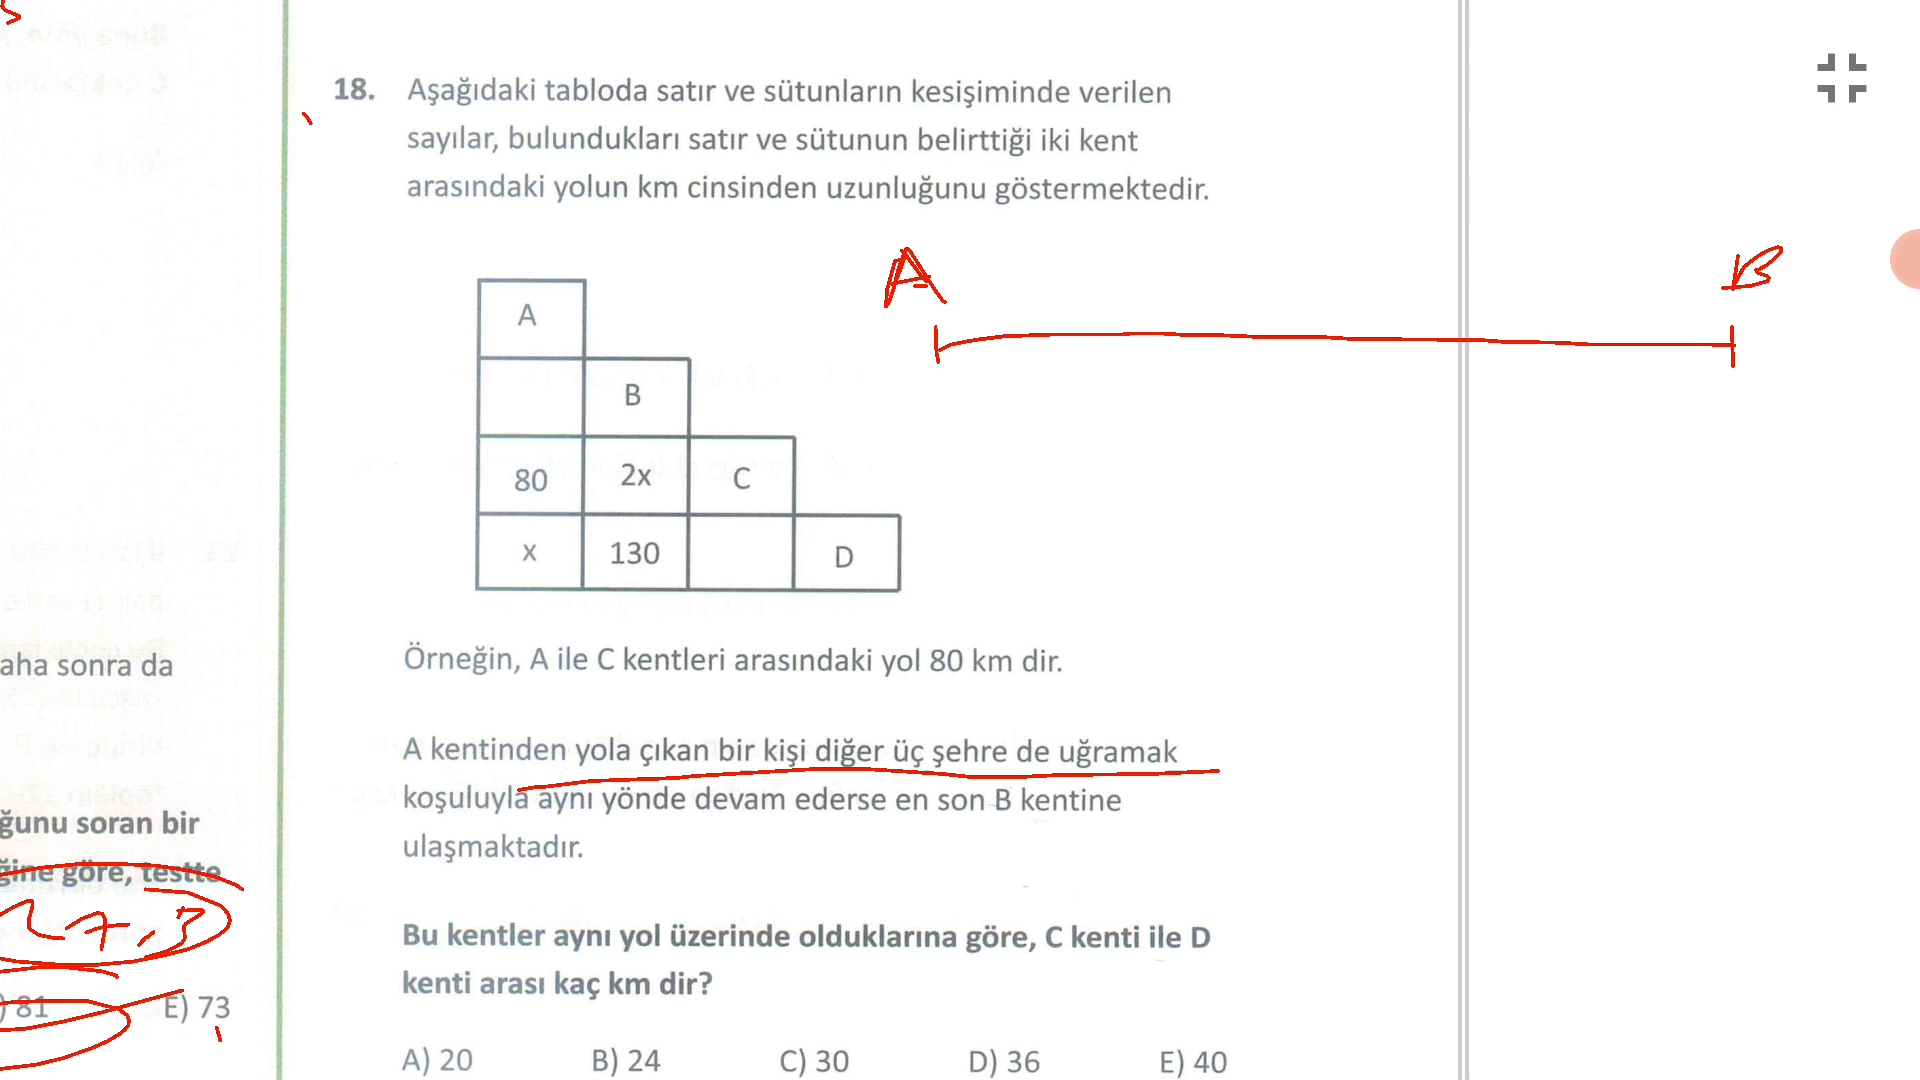 18. Aşağıdaki tabloda satır ve sütunların kesişiminde verilen
sayılar, bulundukları satır ve sütunun belirttiği iki kent
arasındaki yolun km cinsinden uzunluğunu göstermektedir.
A B
A
B
80 2x C
x 130 D
Örneğin, A ile C kentleri arasındaki yol 80 km dir.
A kentinden yola çıkan bir kişi diğer üç şehre de uğramak
koşuluyla aynı yönde devam ederse en son B kentine
ulaşmaktadır.
Bu kentler aynı yol üzerinde olduklarına göre, C kenti ile D
kenti arası kaç km dir?
A) 20 B) 24 C) 30 D) 36 E) 40
aha sonra da
ğunu soran bir
ğine göre, testte
) 81 E) 73